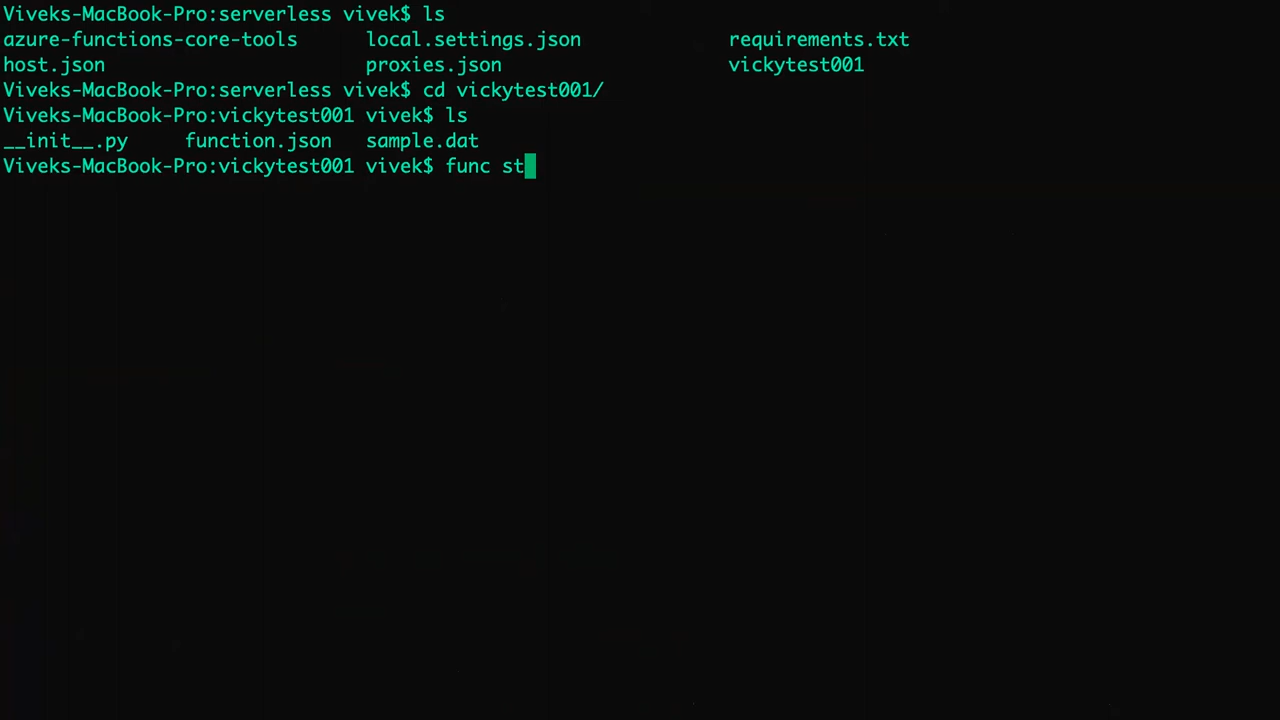 Viveks-MacBook-Pro:serverless vivek$ ls
azure-functions-core-tools local.settings.json requirements.txt
host.json proxies.json vickytest001
Viveks-MacBook-Pro:serverless vivek$ cd vickytest001/
Viveks-MacBook-Pro:vickytest001 vivek$ ls
__init__.py function.json sample.dat
Viveks-MacBook-Pro:vickytest001 vivek$ func st